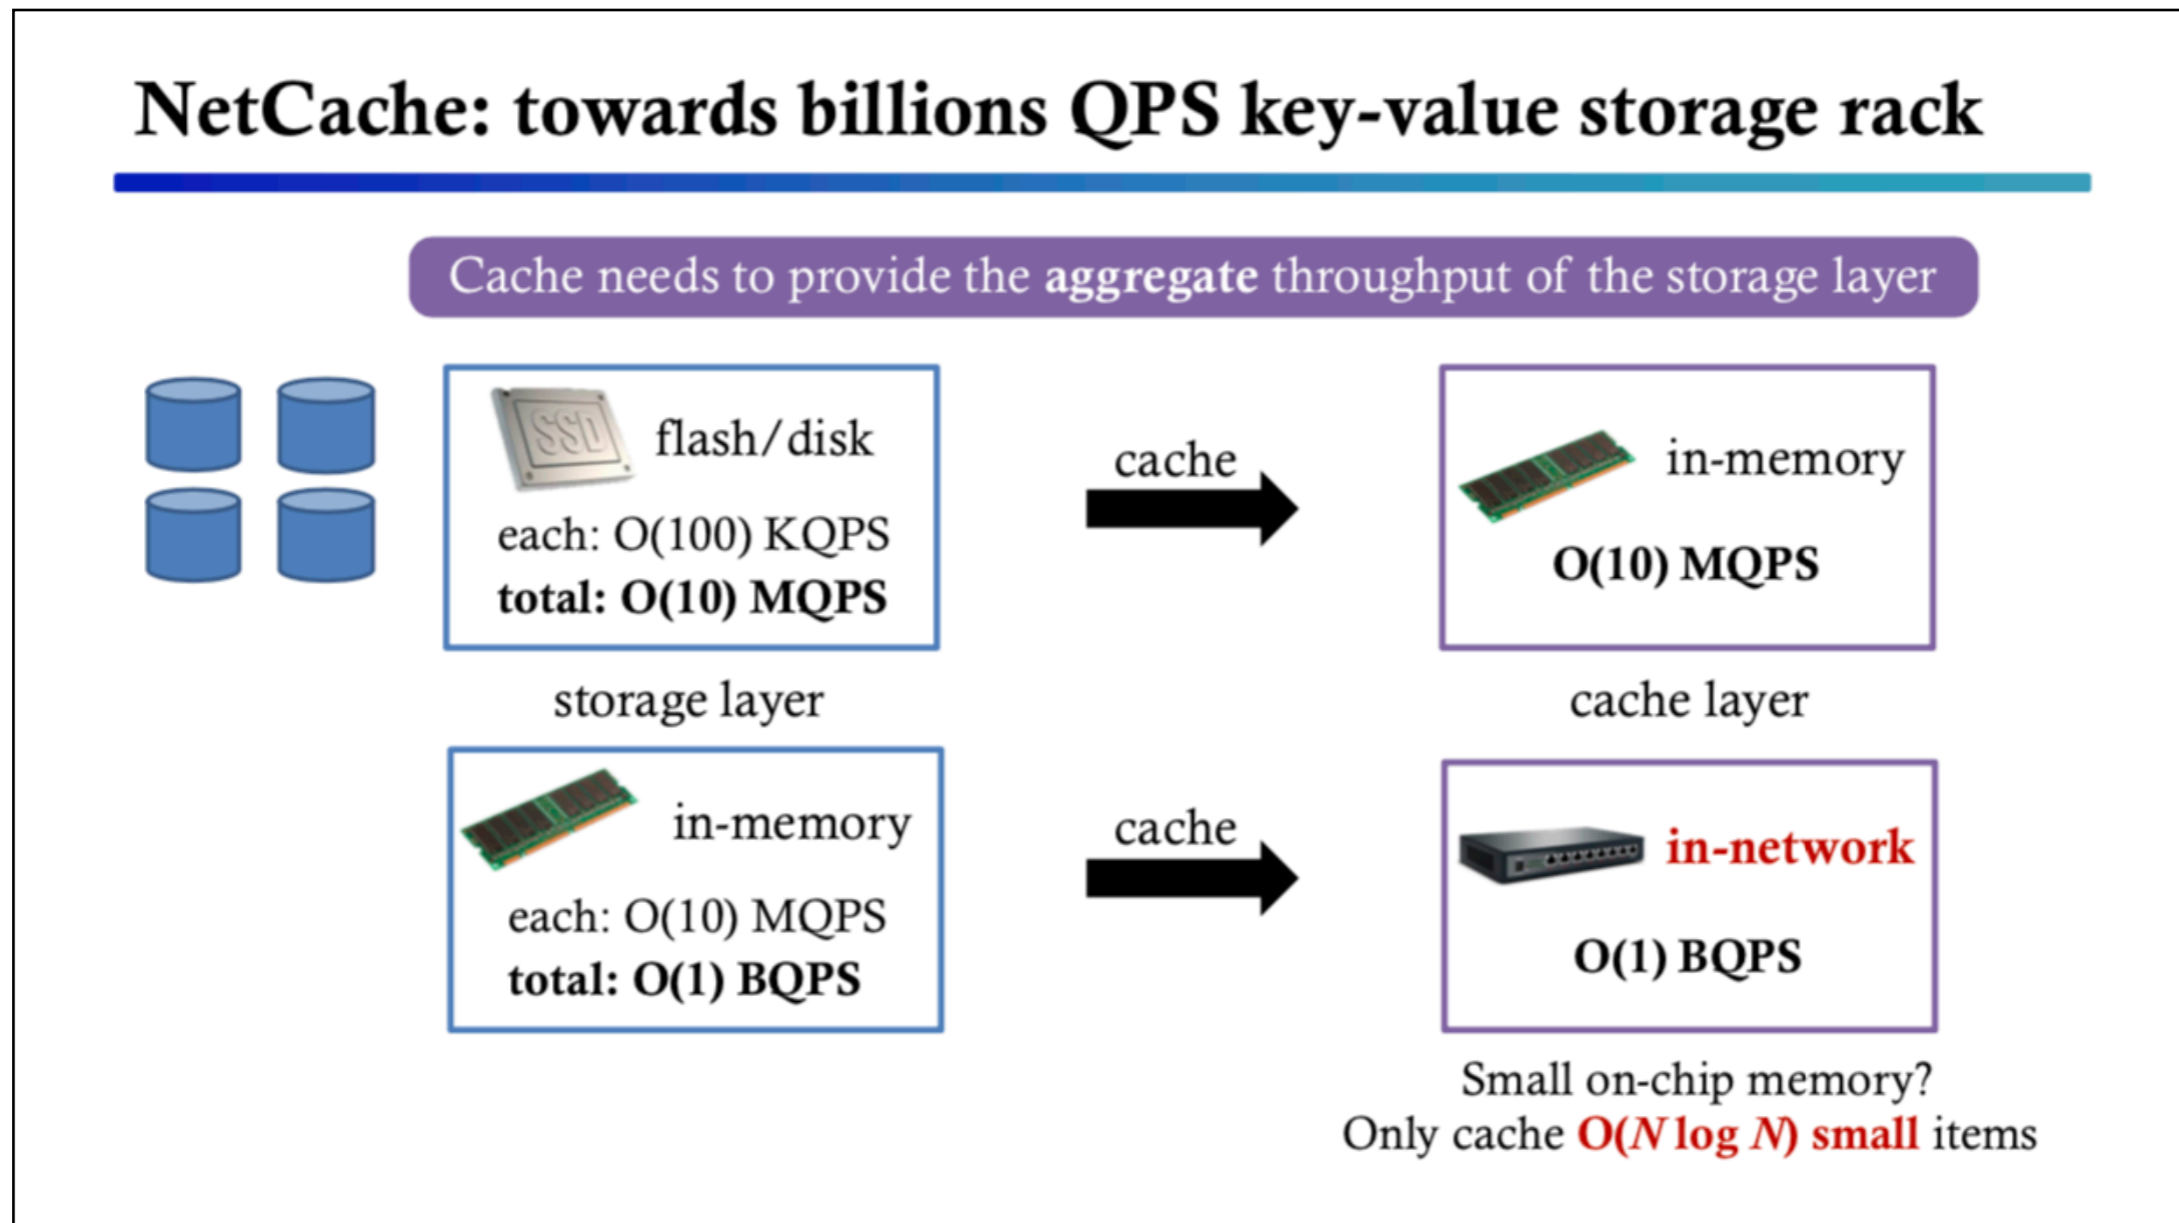 NetCache: towards billions QPS key-value storage rack
Cache needs to provide the aggregate throughput of the storage layer
SSD
flash/disk
each: O(100) KQPS
total: O(10) MQPS
storage layer
cache
in-memory
O(10) MQPS
cache layer
in-memory
each: O(10) MQPS
total: O(1) BQPS
cache
in-network
O(1) BQPS
Small on-chip memory?
Only cache O(N log N) small items